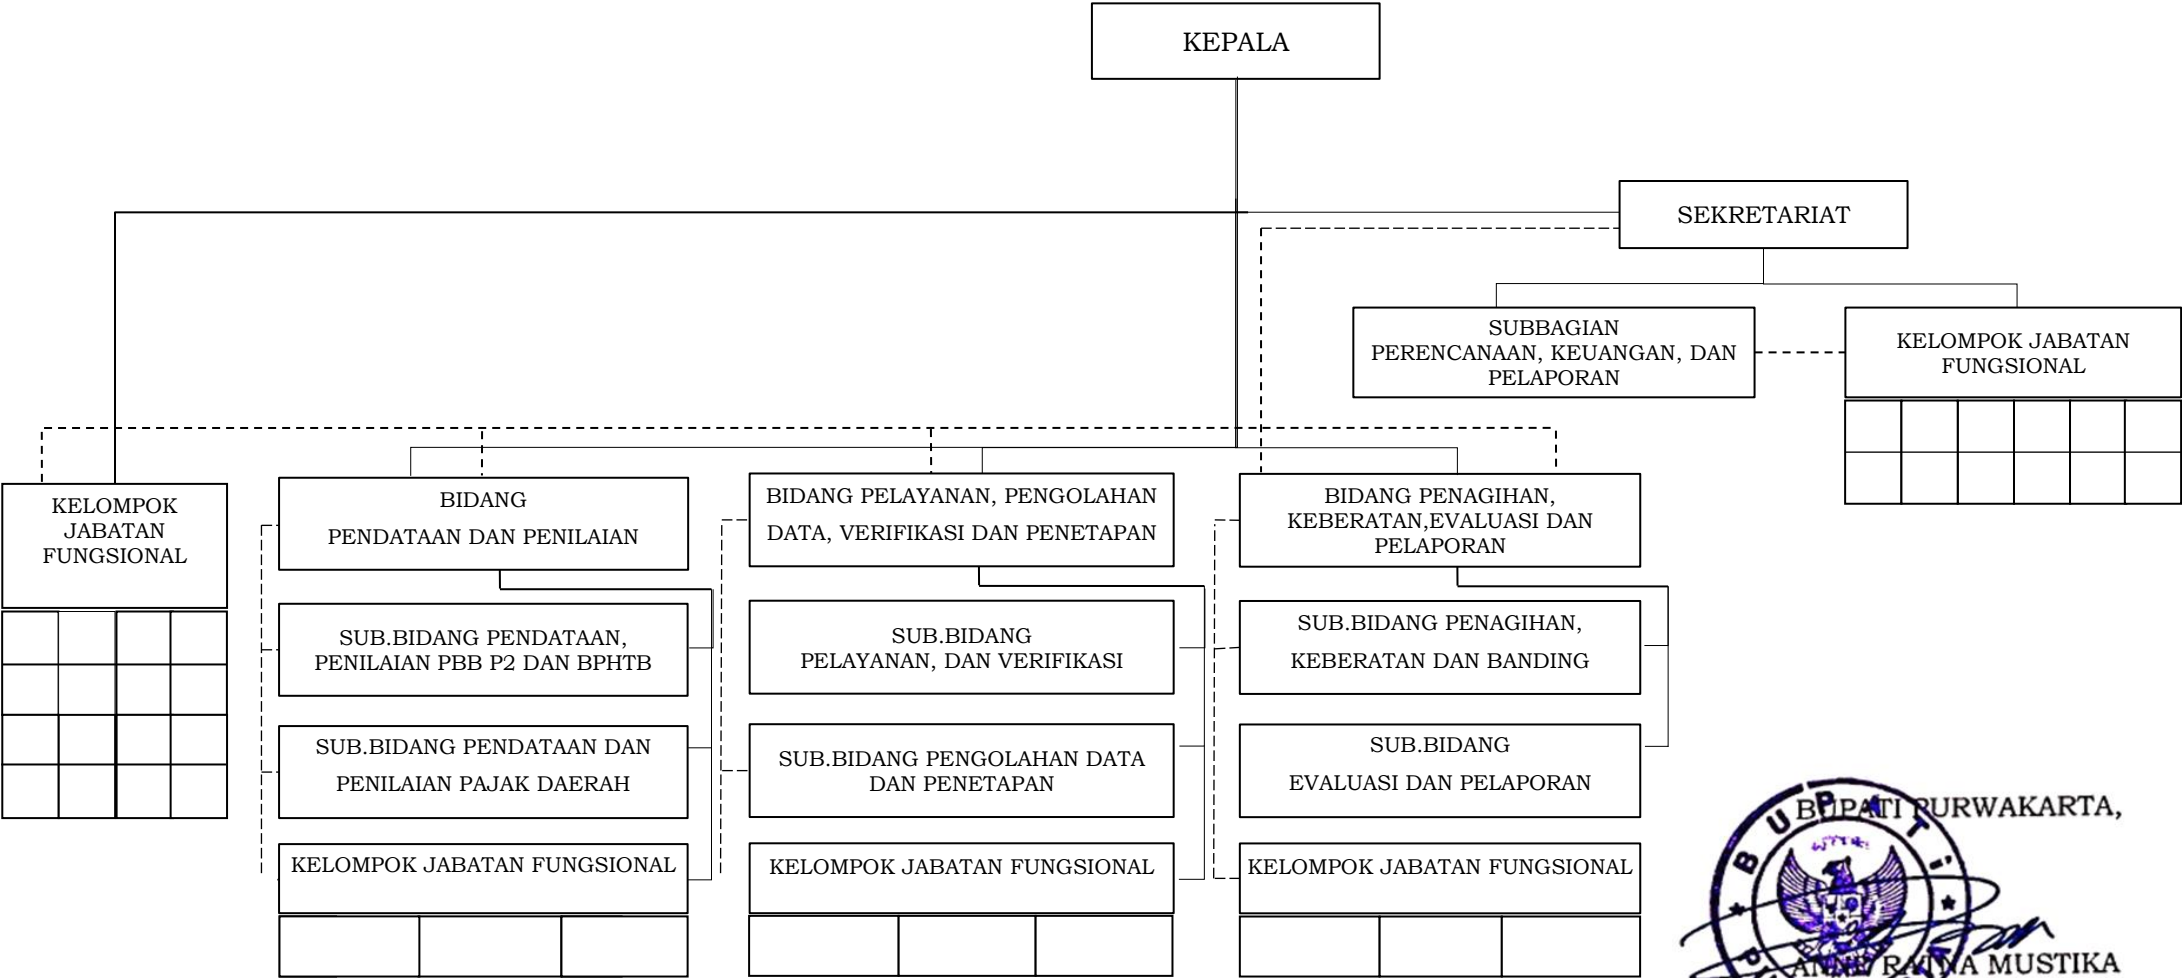 KEPALA
SEKRETARIAT
SUBBAGIAN
PERENCANAAN, KEUANGAN, DAN
PELAPORAN
KELOMPOK JABATAN
FUNGSIONAL
KELOMPOK
JABATAN
FUNGSIONAL
BIDANG
PENDATAAN DAN PENILAIAN
BIDANG PELAYANAN, PENGOLAHAN
DATA, VERIFIKASI DAN PENETAPAN
BIDANG PENAGIHAN,
KEBERATAN,EVALUASI DAN
PELAPORAN
SUB.BIDANG PENDATAAN,
PENILAIAN PBB P2 DAN BPHTB
SUB.BIDANG
PELAYANAN, DAN VERIFIKASI
SUB.BIDANG PENAGIHAN,
KEBERATAN DAN BANDING
SUB.BIDANG PENDATAAN DAN
PENILAIAN PAJAK DAERAH
SUB.BIDANG PENGOLAHAN DATA
DAN PENETAPAN
SUB.BIDANG
EVALUASI DAN PELAPORAN
KELOMPOK JABATAN FUNGSIONAL
KELOMPOK JABATAN FUNGSIONAL
KELOMPOK JABATAN FUNGSIONAL
BUPATI PURWAKARTA,
BUPATI
ANNE RATNA MUSTIKA